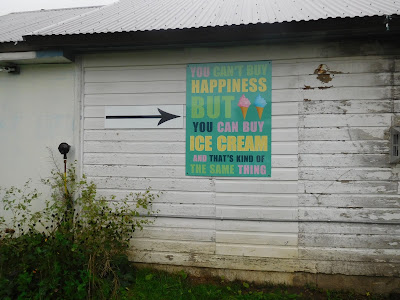 YOU CAN'T BUY
HAPPINESS
BUT
YOU CAN BUY
ICE CREAM
AND THAT'S KIND OF
THE SAME THING